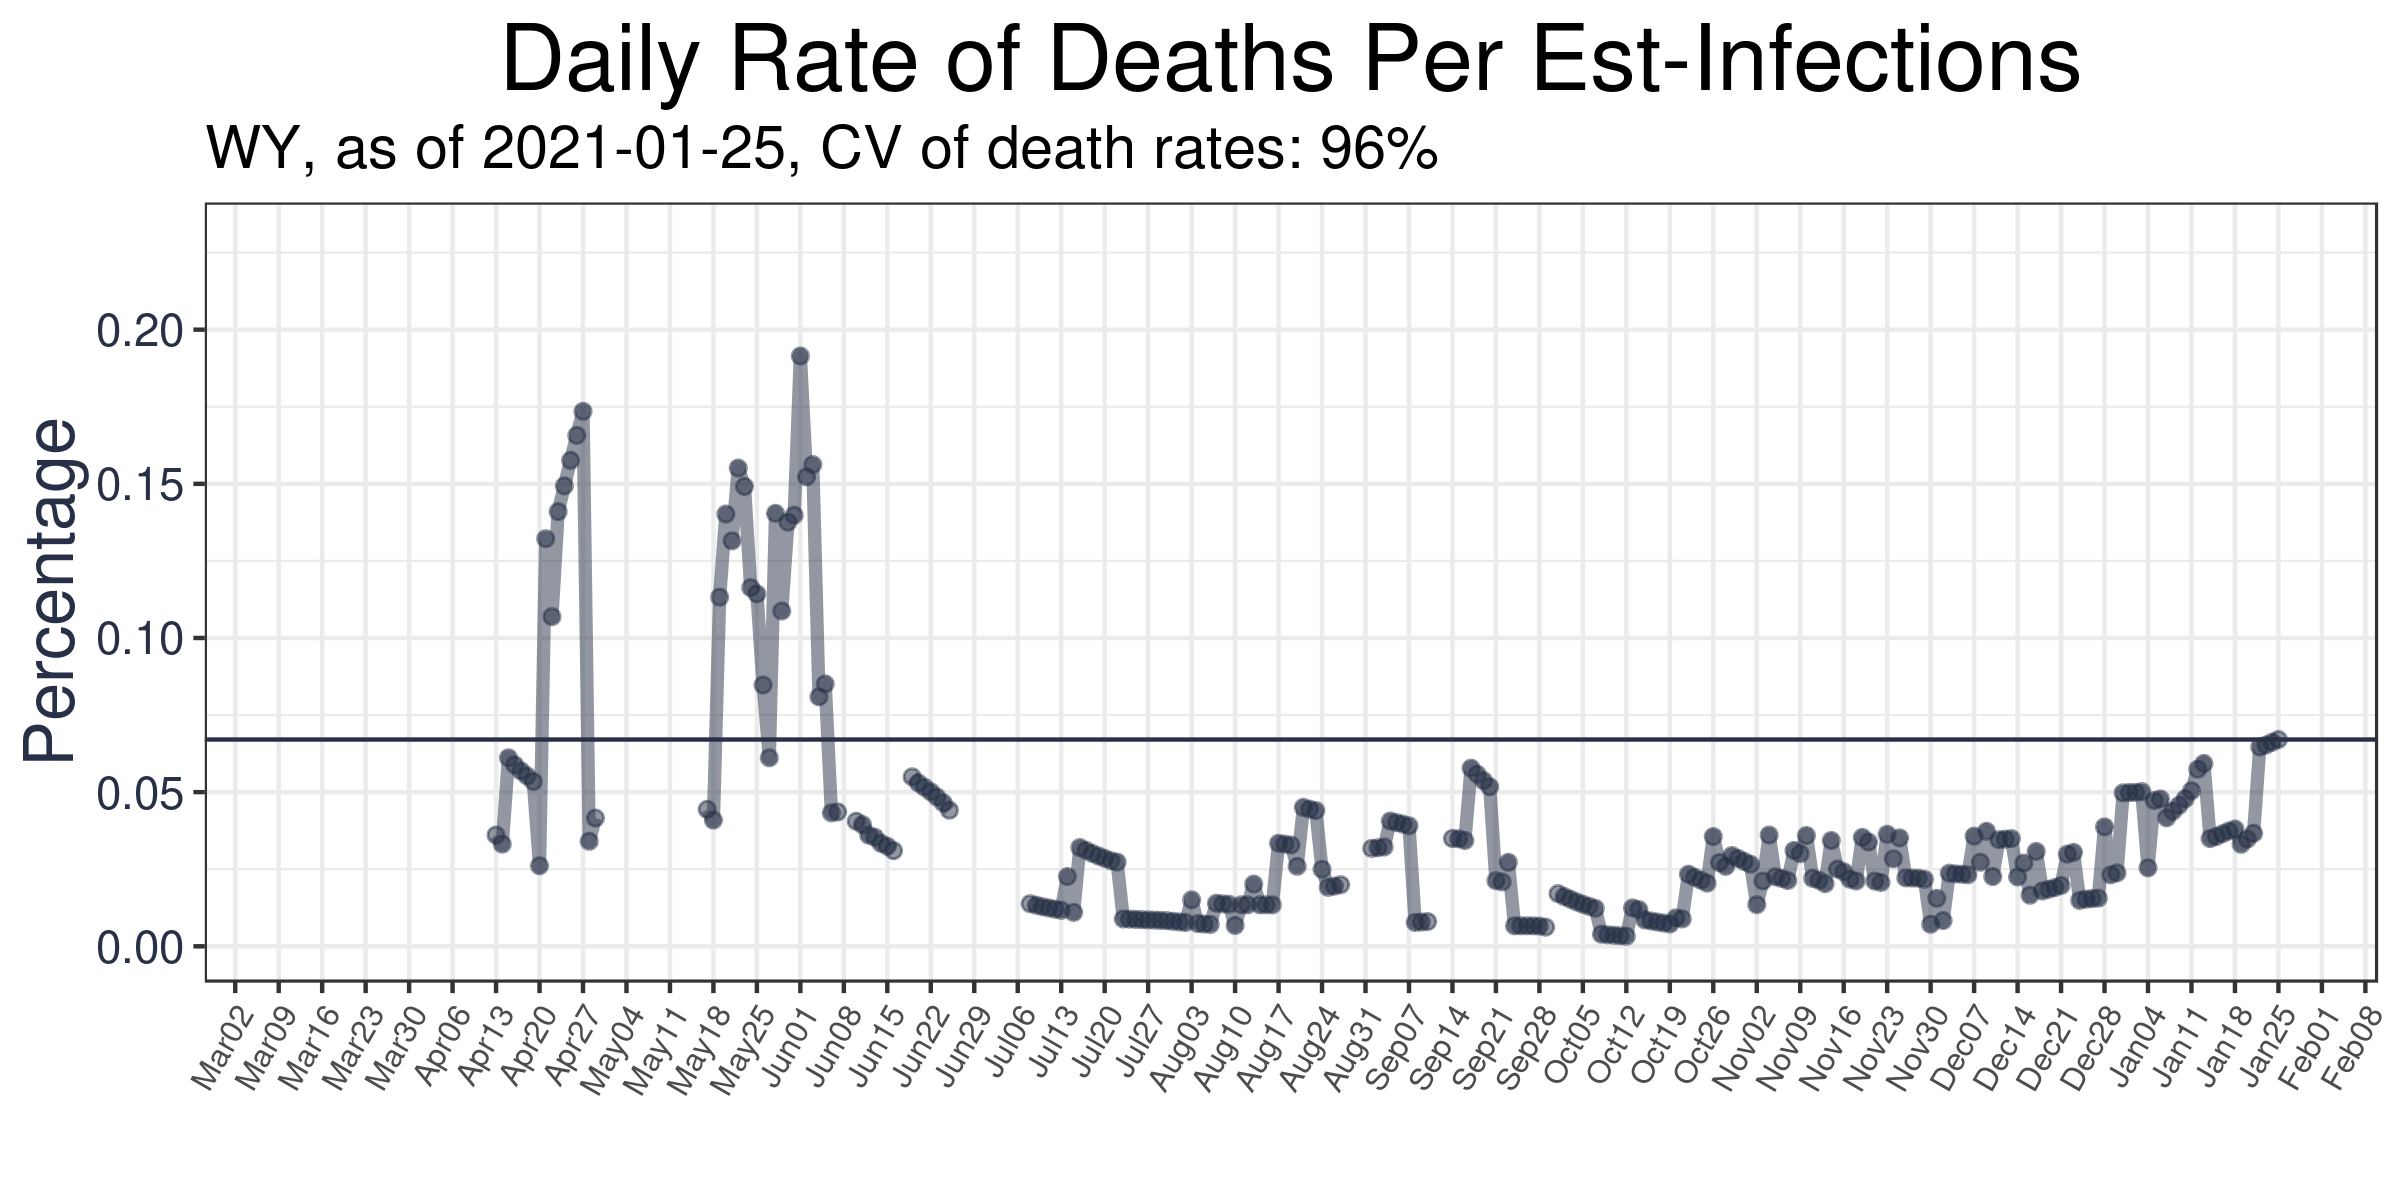 Daily Rate of Deaths Per Est-Infections
WY, as of 2021-01-25, CV of death rates: 96%
Percentage
0.20
0.15
0.10
0.05
0.00
Mar02
Mar09
Mar16
Mar23
Mar30
Apr06
Apr13
Apr20
Apr27
May04
May11
May18
May25
Jun01
Jun08
Jun15
Jun22
Jun29
Jul06
Jul13
Jul20
Jul27
Aug03
Aug10
Aug17
Aug24
Aug31
Sep07
Sep14
Sep21
Sep28
Oct05
Oct12
Oct19
Oct26
Nov02
Nov09
Nov16
Nov23
Nov30
Dec07
Dec14
Dec21
Dec28
Jan04
Jan11
Jan18
Jan25
Feb01
Feb08